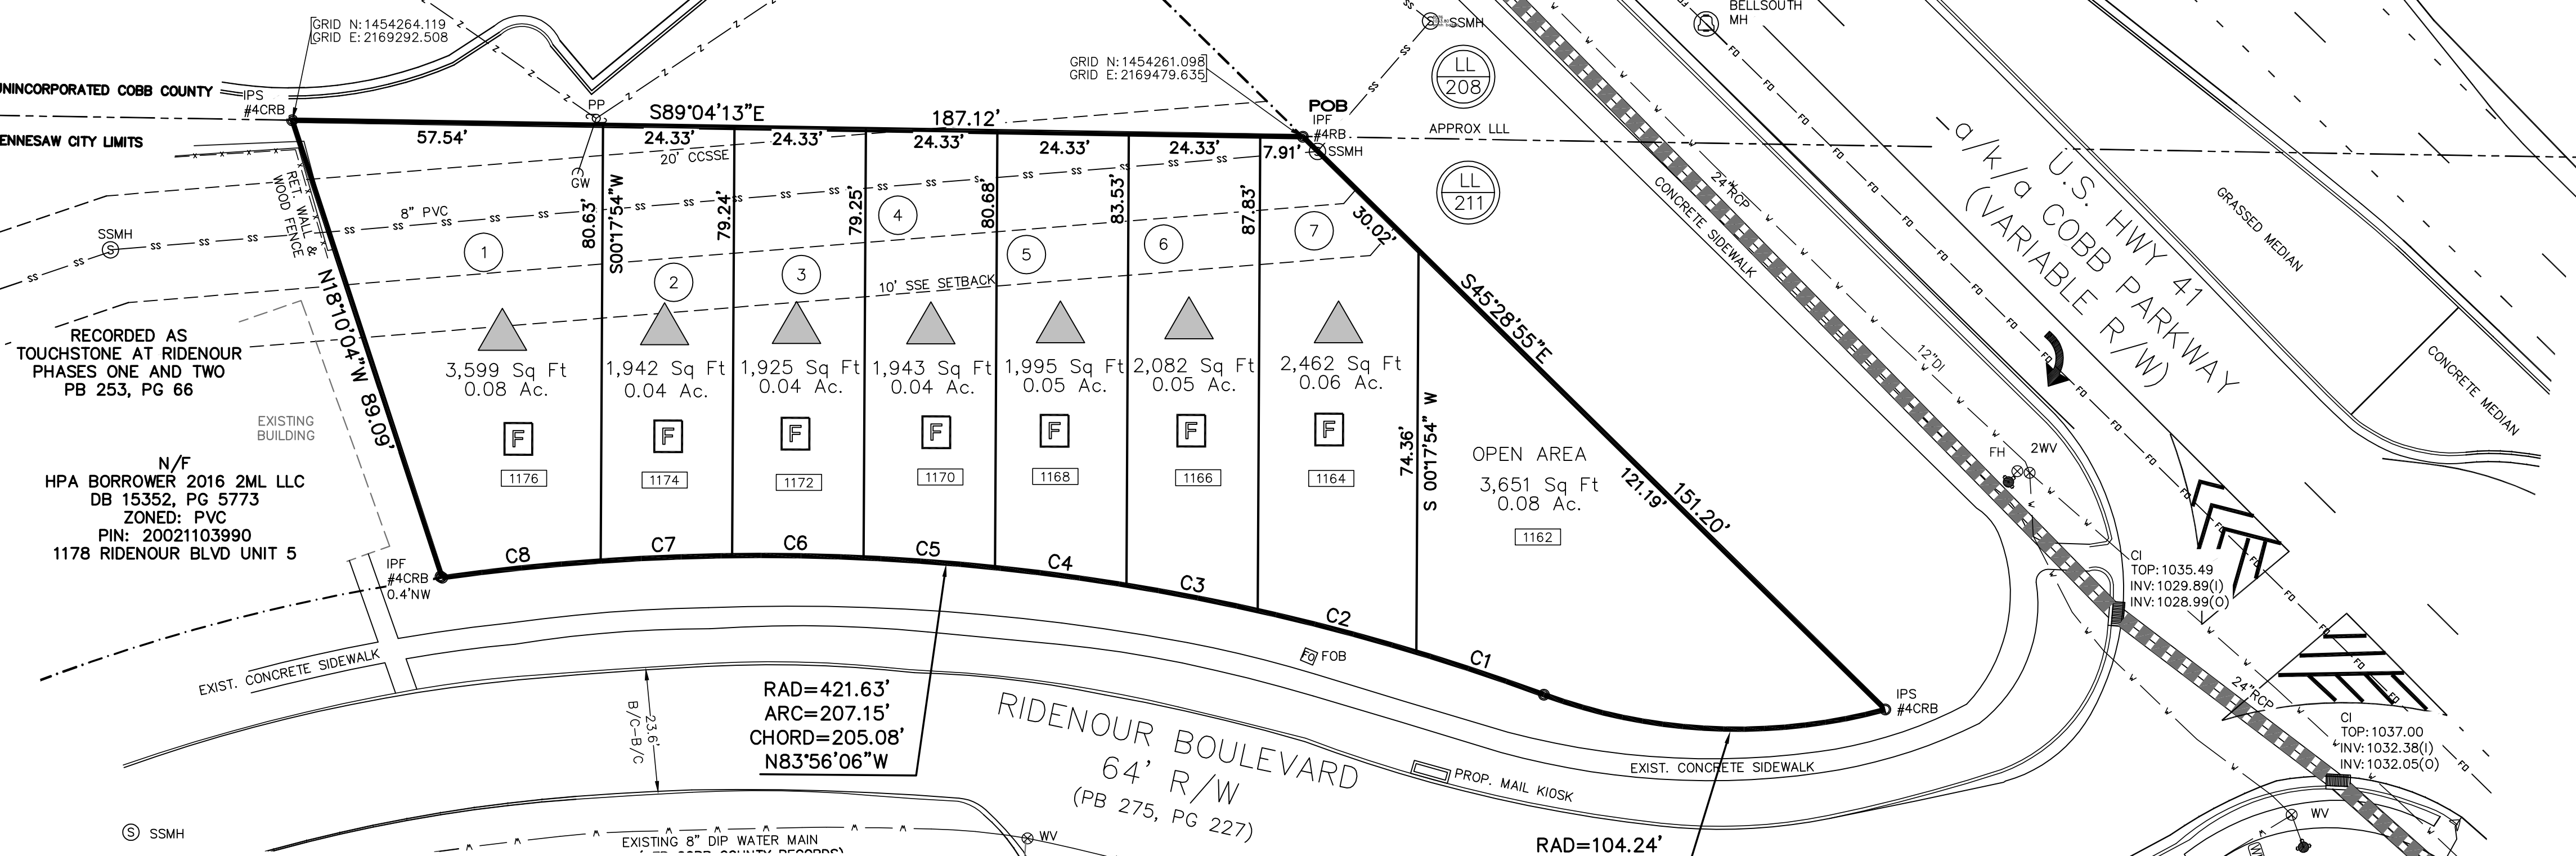 GRID N:1454264.119
GRID E:2169292.508
UNINCORPORATED COBB COUNTY
IPS
#4CRB
CITY LIMITS
PP
GW
S89°04'13"E
187.12'
57.54'
24.33'
24.33'
24.33'
24.33'
24.33'
7.91'
20' CCSSE
GRID N:1454261.098
GRID E:2169479.635
POB
IPF
#4RB
SSMH
SSMH
APPROX LLL
LL
208
LL
211
BELLSOUTH
MH
RET. WALL &
WOOD FENCE
SSMH
8" PVC
10' SSE SETBACK
N18°10'04"W 89.09'
80.63'
S00°17'54"W
79.24'
79.25'
80.68'
83.53'
87.83'
30.02'
S45°28'55"E
151.20'
121.19'
74.36'
S 00°17'54" W
1
2
3
4
5
6
7
3,599 Sq Ft
0.08 Ac.
F
1176
1,942 Sq Ft
0.04 Ac.
F
1174
1,925 Sq Ft
0.04 Ac.
F
1172
1,943 Sq Ft
0.04 Ac.
F
1170
1,995 Sq Ft
0.05 Ac.
F
1168
2,082 Sq Ft
0.05 Ac.
F
1166
2,462 Sq Ft
0.06 Ac.
F
1164
OPEN AREA
3,651 Sq Ft
0.08 Ac.
1162
RECORDED AS
TOUCHSTONE AT RIDENOUR
PHASES ONE AND TWO
PB 253, PG 66
EXISTING
BUILDING
N/F
HPA BORROWER 2016 2ML LLC
DB 15352, PG 5773
ZONED: PVC
PIN: 20021103990
1178 RIDENOUR BLVD UNIT 5
IPF
#4CRB
0.4'NW
C8
C7
C6
C5
C4
C3
C2
C1
FO
FOB
IPS
#4CRB
EXIST. CONCRETE SIDEWALK
23.6'
B/C-B/C
RAD=421.63'
ARC=207.15'
CHORD=205.08'
N83°56'06"W
RIDENOUR BOULEVARD
64' R/W
(PB 275, PG 227)
PROP. MAIL KIOSK
EXIST. CONCRETE SIDEWALK
RAD=104.24'
S SSMH
EXISTING 8" DIP WATER MAIN
WV
CONCRETE SIDEWALK
24"RCP
12"DI
U.S. HWY 41
a/k/a COBB PARKWAY
(VARIABLE R/W)
GRASSED MEDIAN
CONCRETE MEDIAN
FH
2WV
CI
TOP:1035.49
INV:1029.89(I)
INV:1028.99(O)
24"RCP
CI
TOP:1037.00
INV:1032.38(I)
INV:1032.05(O)
WV